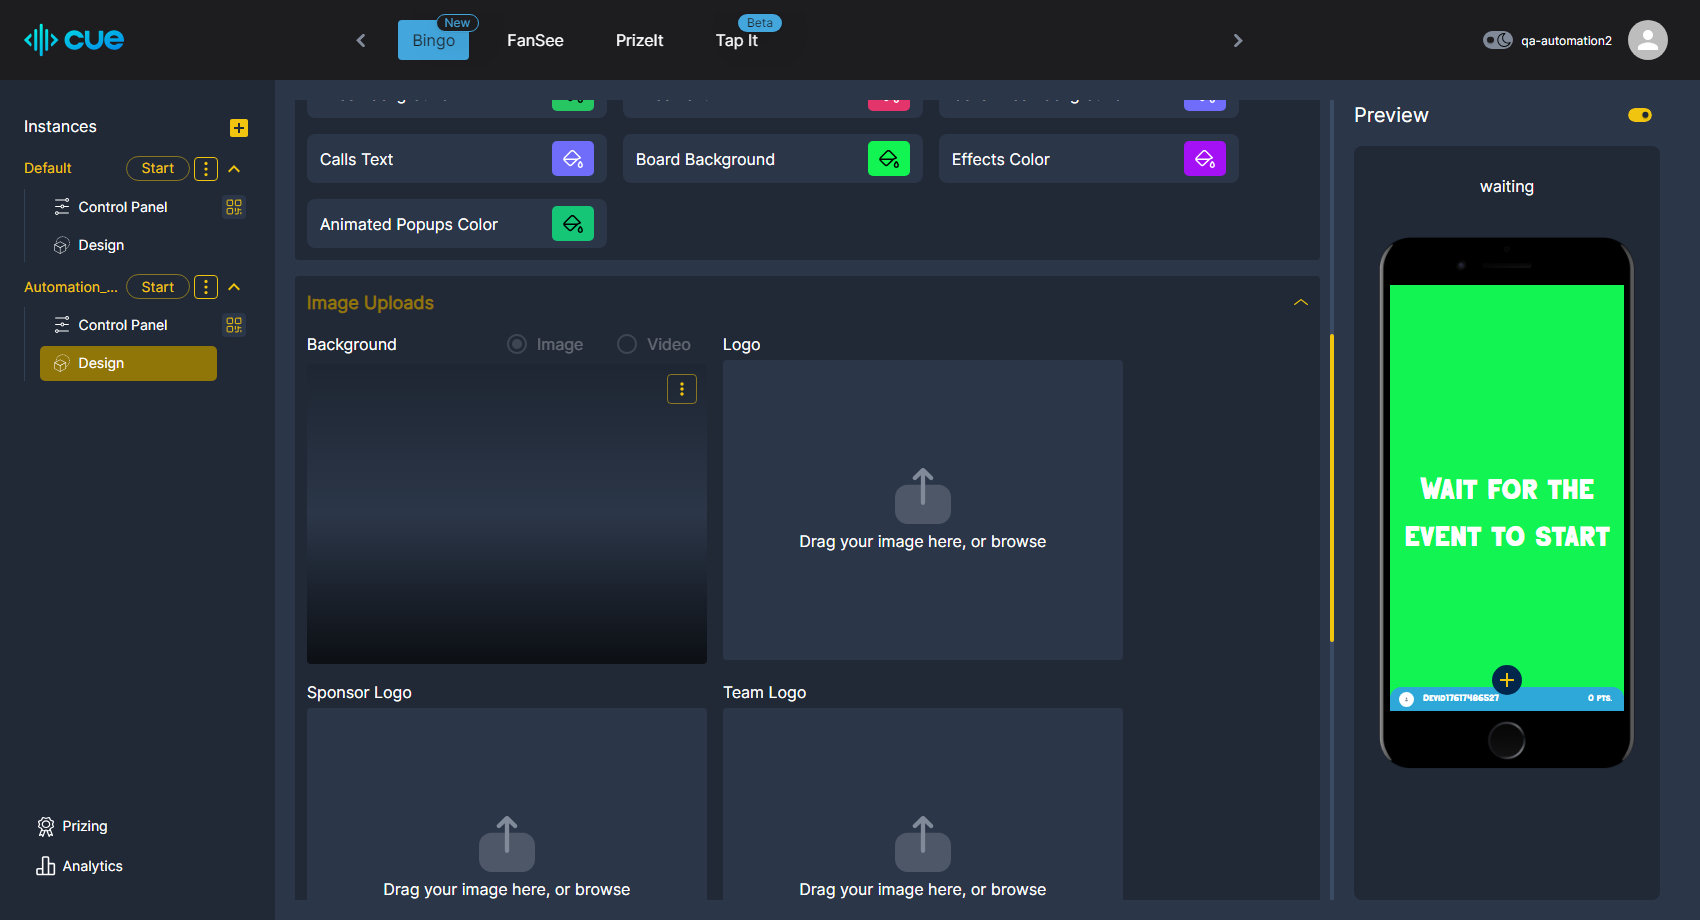 cue
New
Bingo
FanSee
PrizeIt
Beta
Tap It
qa-automation2
Instances
Default
Start
Control Panel
Design
Automation_...
Start
Control Panel
Design
Prizing
Analytics
Calls Text
Board Background
Effects Color
Animated Popups Color
Image Uploads
Background
Image
Video
Logo
Drag your image here, or browse
Sponsor Logo
Team Logo
Drag your image here, or browse
Drag your image here, or browse
Preview
waiting
Wait for the
event to start
Devid17617486527
0 pts.